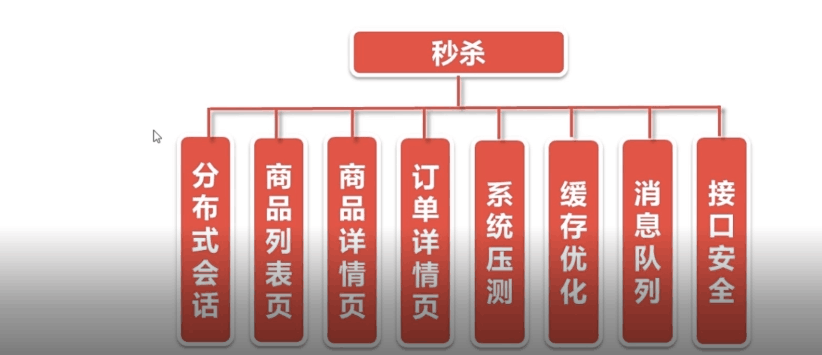 秒杀
分布式会话
商品列表页
商品详情页
订单详情页
系统压测
缓存优化
消息队列
接口安全